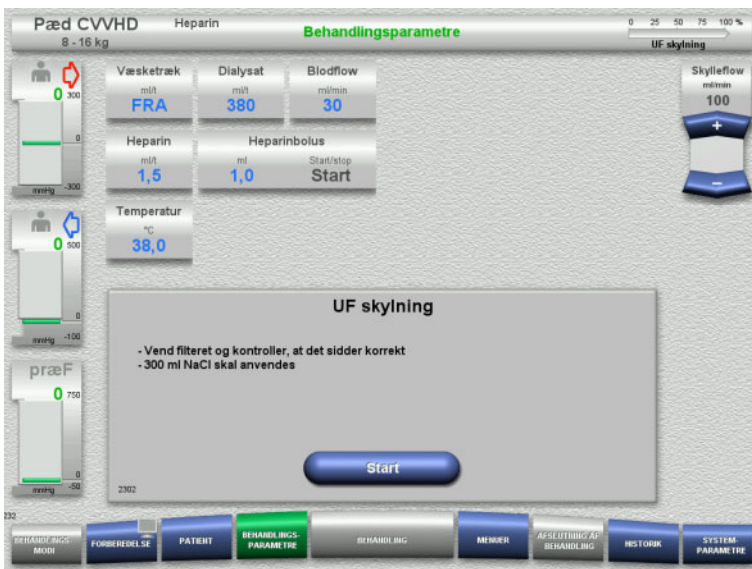 Pæd CVVHD Heparin Behandlingsparametre 0 25 50 75 100 %
8 - 16 kg UF skylning
0 300
0
mmHg -300
Væsketræk Dialysat Blodflow
ml/t ml/t ml/min
FRA 380 30
Skylleflow
ml/min
100
+
−
Heparin Heparinbolus
ml/t ml Start/stop
1,5 1,0 Start
Temperatur
°C
38,0
0 500
0
mmHg -100
præF
0 750
0
mmHg -50
UF skylning
- Vend filteret og kontroller, at det sidder korrekt
- 300 ml NaCl skal anvendes
Start
2302
232
BEHANDLINGS-
MODI
FORBEREDELSE
PATIENT
BEHANDLINGS-
PARAMETRE
BEHANDLING
MENUER
AFSLUTNING AF
BEHANDLING
HISTORIK
SYSTEM-
PARAMETRE